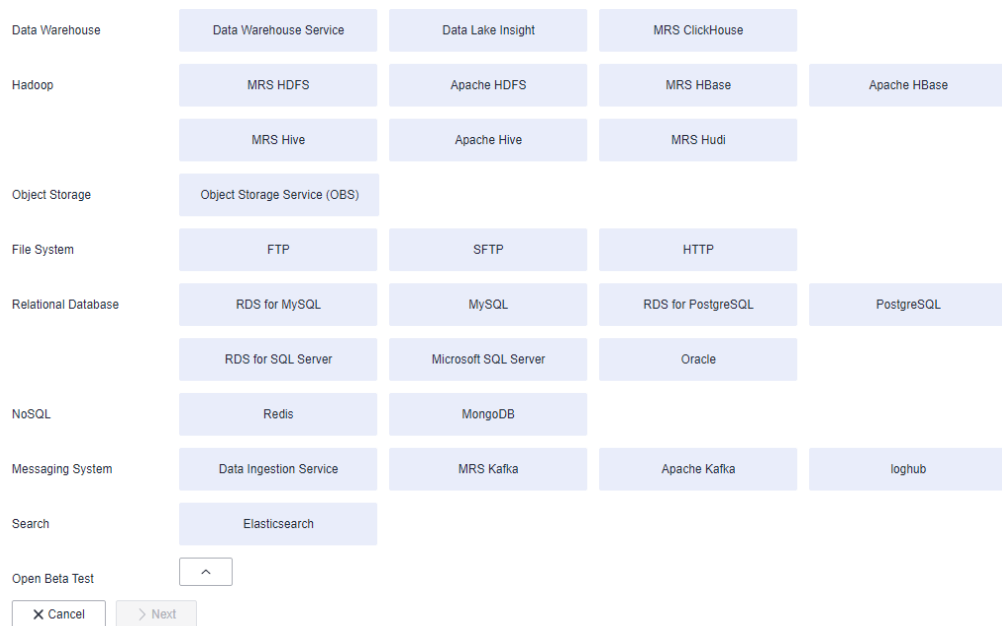 Data Warehouse Data Warehouse Service Data Lake Insight MRS ClickHouse
Hadoop MRS HDFS Apache HDFS MRS HBase Apache HBase
MRS Hive Apache Hive MRS Hudi
Object Storage Object Storage Service (OBS)
File System FTP SFTP HTTP
Relational Database RDS for MySQL MySQL RDS for PostgreSQL PostgreSQL
RDS for SQL Server Microsoft SQL Server Oracle
NoSQL Redis MongoDB
Messaging System Data Ingestion Service MRS Kafka Apache Kafka loghub
Search Elasticsearch
Open Beta Test
Cancel Next